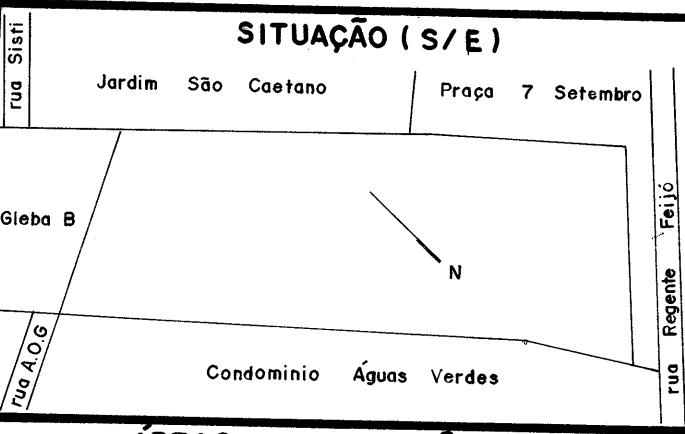 SITUAÇÃO ( S/E )
rua Sisti
Jardim São Caetano
Praça 7 Setembro
Gleba B
N
rua Regente Feijó
rua A.O.G
Condominio Águas Verdes